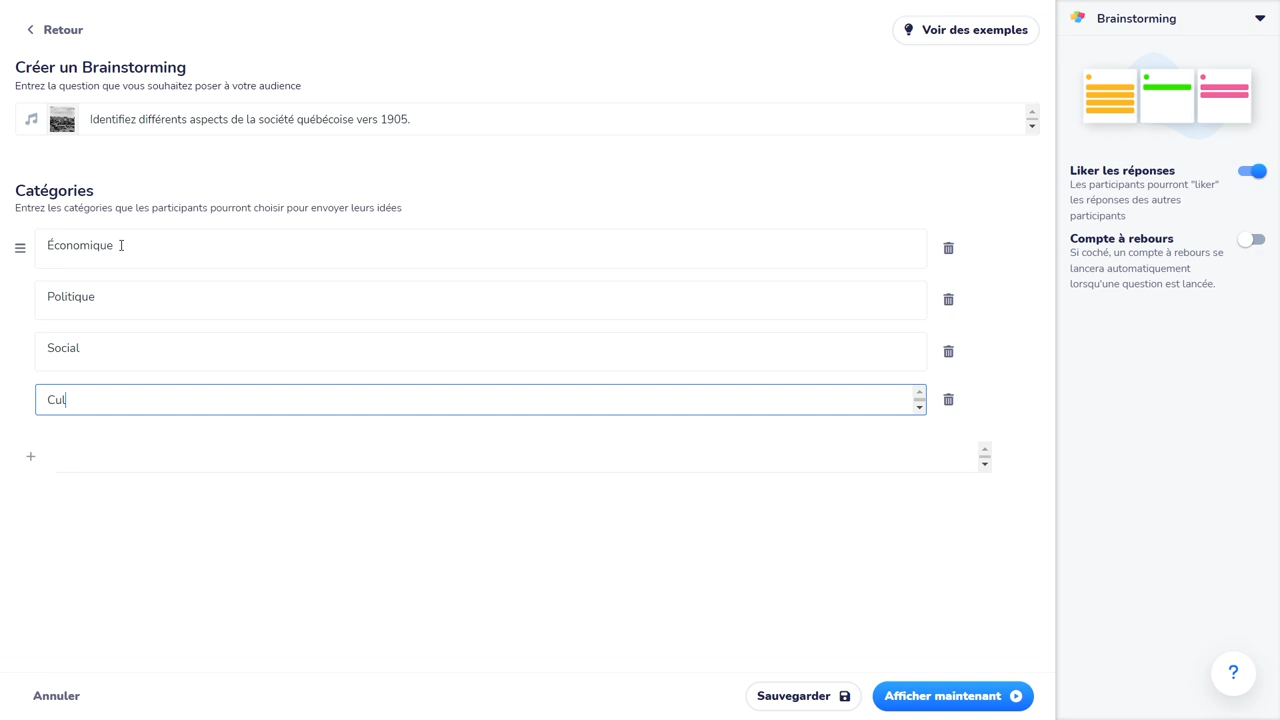 Retour
Voir des exemples
Brainstorming
Créer un Brainstorming
Entrez la question que vous souhaitez poser à votre audience
Identifiez différents aspects de la société québécoise vers 1905.
Catégories
Entrez les catégories que les participants pourront choisir pour envoyer leurs idées
Économique
Politique
Social
Cul
+
Liker les réponses
Les participants pourront "liker"
les réponses des autres
participants
Compte à rebours
Si coché, un compte à rebours se
lancera automatiquement
lorsqu'une question est lancée.
?
Annuler
Sauvegarder
Afficher maintenant